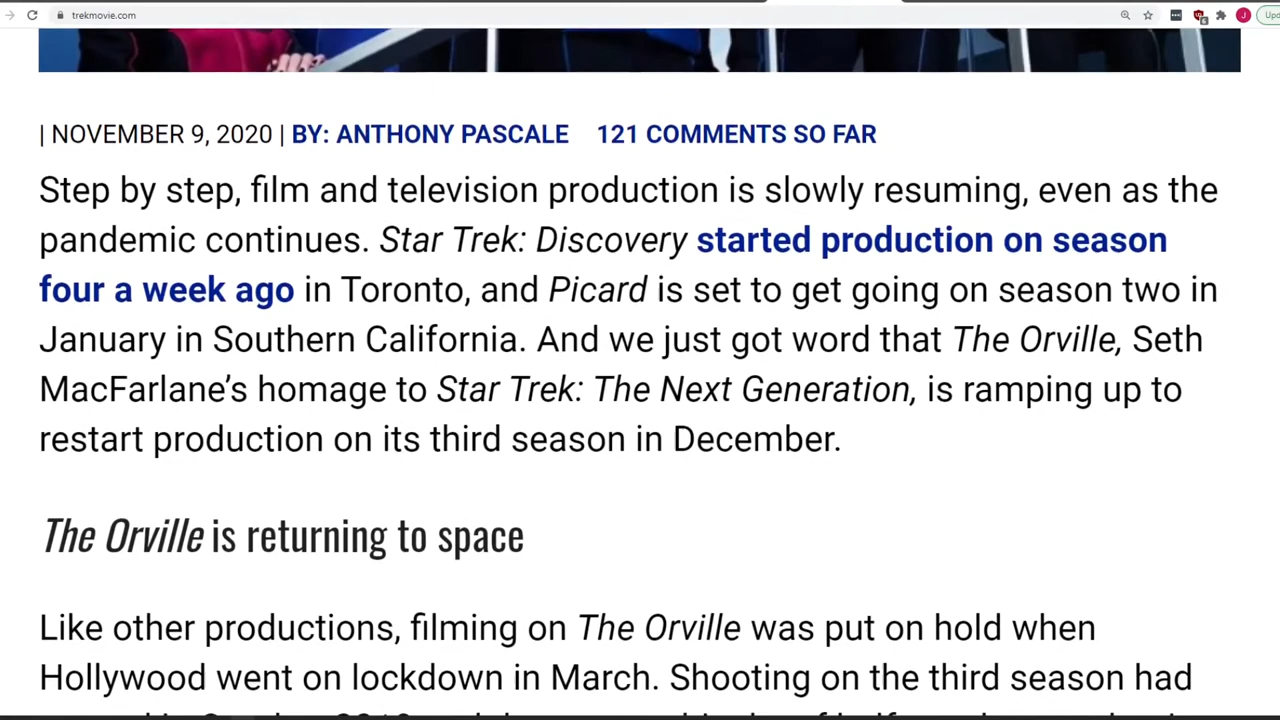 trekmovie.com
| NOVEMBER 9, 2020 | BY: ANTHONY PASCALE 121 COMMENTS SO FAR
Step by step, film and television production is slowly resuming, even as the
pandemic continues. Star Trek: Discovery started production on season
four a week ago in Toronto, and Picard is set to get going on season two in
January in Southern California. And we just got word that The Orville, Seth
MacFarlane’s homage to Star Trek: The Next Generation, is ramping up to
restart production on its third season in December.
The Orville is returning to space
Like other productions, filming on The Orville was put on hold when
Hollywood went on lockdown in March. Shooting on the third season had